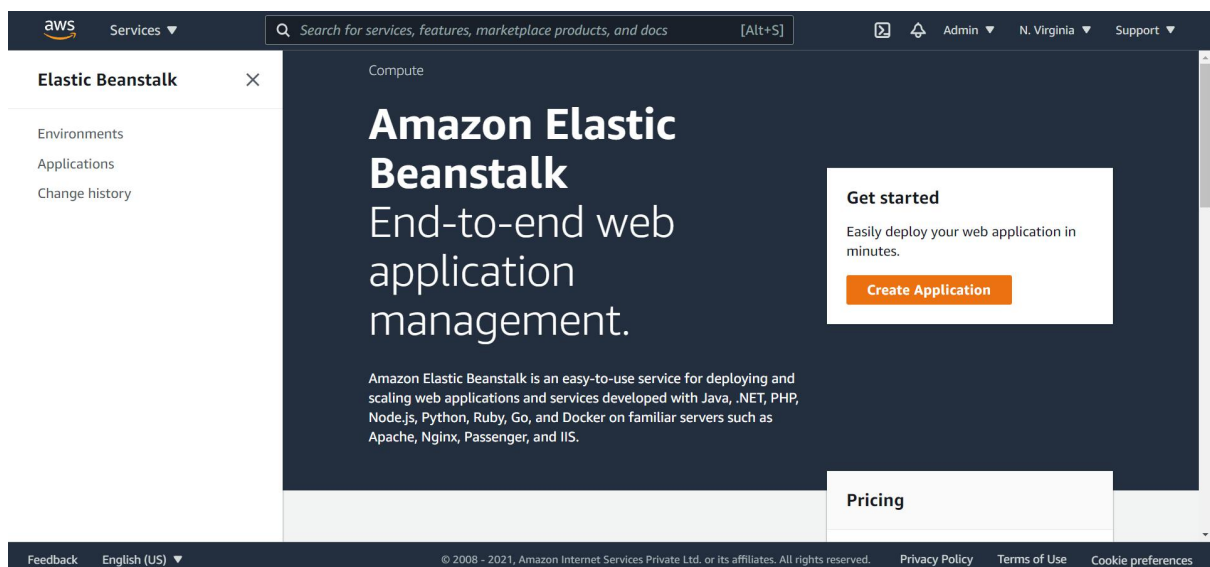 aws
Services ▼
Search for services, features, marketplace products, and docs [Alt+S]
Admin ▼
N. Virginia ▼
Support ▼
Elastic Beanstalk
Environments
Applications
Change history
Compute
Amazon Elastic
Beanstalk
End-to-end web
application
management.
Amazon Elastic Beanstalk is an easy-to-use service for deploying and
scaling web applications and services developed with Java, .NET, PHP,
Node.js, Python, Ruby, Go, and Docker on familiar servers such as
Apache, Nginx, Passenger, and IIS.
Get started
Easily deploy your web application in
minutes.
Create Application
Pricing
Feedback
English (US) ▼
© 2008 - 2021, Amazon Internet Services Private Ltd. or its affiliates. All rights reserved.
Privacy Policy
Terms of Use
Cookie preferences